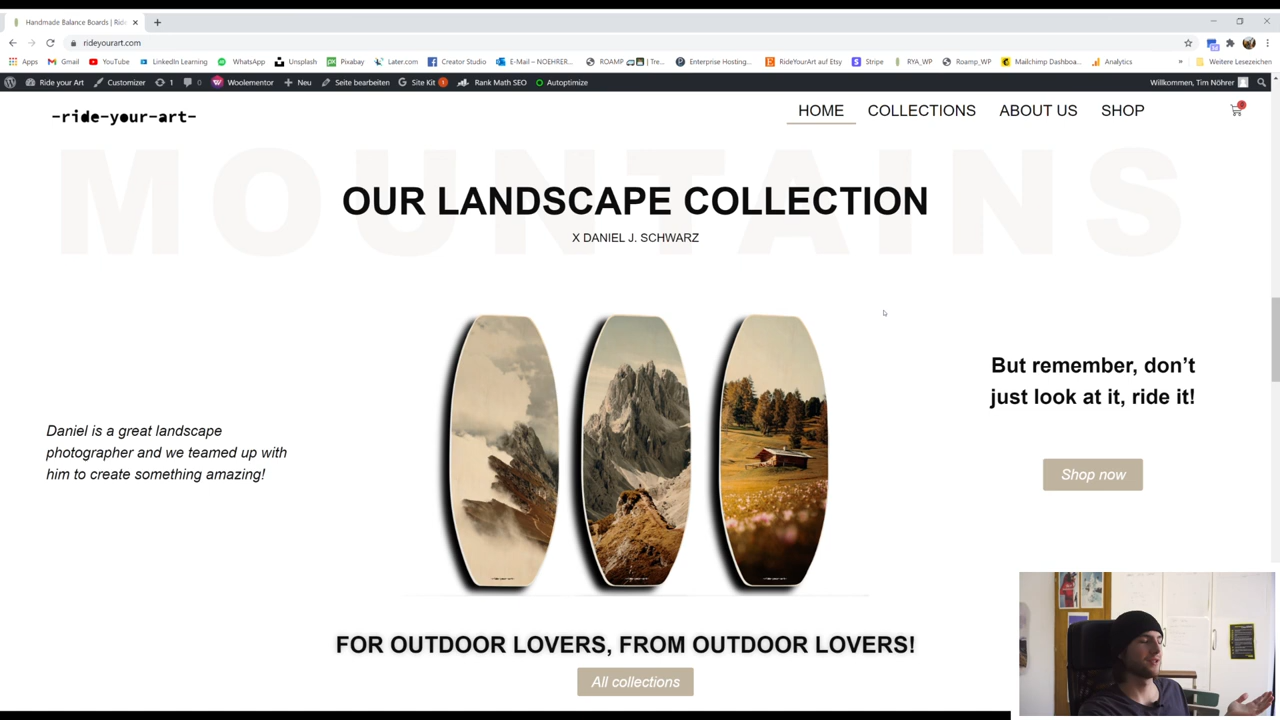 Handmade Balance Boards | Ride
rideyourart.com
Apps Gmail YouTube LinkedIn Learning WhatsApp Unsplash Pixabay Later.com Creator Studio E-Mail – NOEHRER... ROAMP | Tre... Enterprise Hosting... RideYourArt auf Etsy Stripe RYA_WP Roamp_WP Mailchimp Dashboa... Analytics » Weitere Lesezeichen
Ride your Art Customizer 1 Woolementor Neu Seite bearbeiten Site Kit Rank Math SEO Autoptimize Willkommen, Tim Nöhrer
-ride-your-art-
HOME COLLECTIONS ABOUT US SHOP
MOUNTAINS
OUR LANDSCAPE COLLECTION
X DANIEL J. SCHWARZ
But remember, don't
just look at it, ride it!
Daniel is a great landscape
photographer and we teamed up with
him to create something amazing!
Shop now
FOR OUTDOOR LOVERS, FROM OUTDOOR LOVERS!
All collections